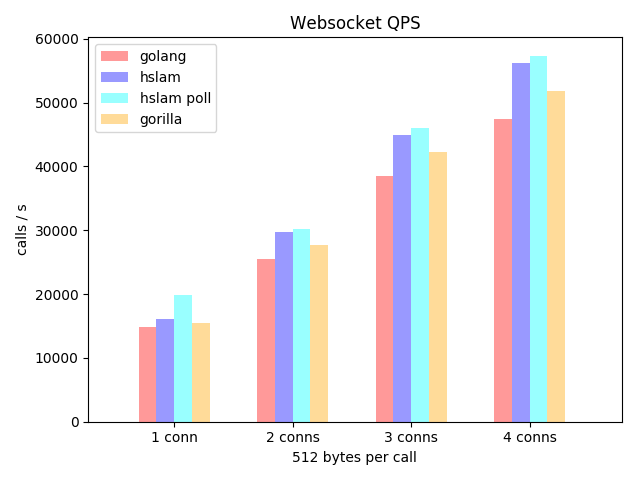 Websocket QPS
golang
hslam
hslam poll
gorilla
calls / s
60000
50000
40000
30000
20000
10000
0
1 conn
2 conns
3 conns
4 conns
512 bytes per call